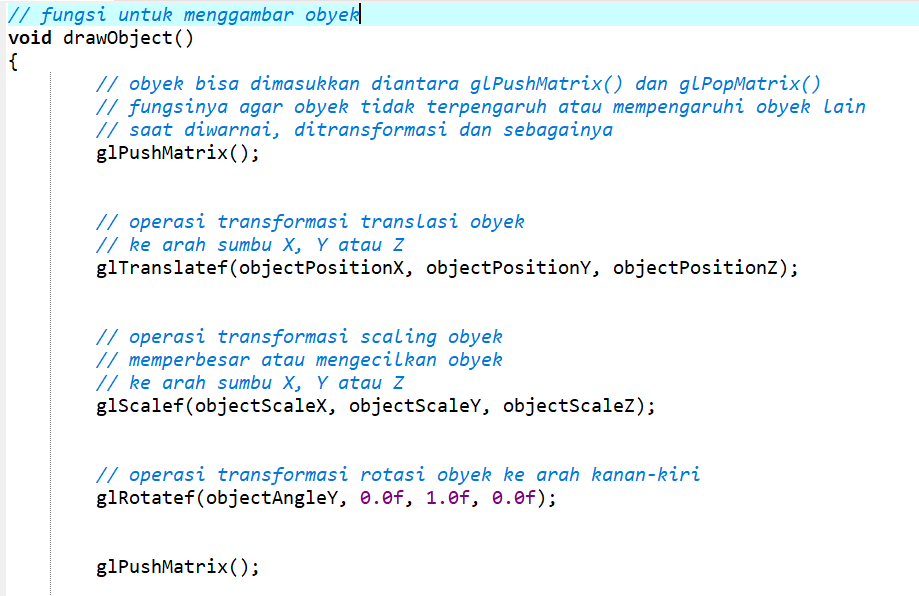 // fungsi untuk menggambar obyek
void drawObject()
{
// obyek bisa dimasukkan diantara glPushMatrix() dan glPopMatrix()
// fungsinya agar obyek tidak terpengaruh atau mempengaruhi obyek lain
// saat diwarnai, ditransformasi dan sebagainya
glPushMatrix();
// operasi transformasi translasi obyek
// ke arah sumbu X, Y atau Z
glTranslatef(objectPositionX, objectPositionY, objectPositionZ);
// operasi transformasi scaling obyek
// memperbesar atau mengecilkan obyek
// ke arah sumbu X, Y atau Z
glScalef(objectScaleX, objectScaleY, objectScaleZ);
// operasi transformasi rotasi obyek ke arah kanan-kiri
glRotatef(objectAngleY, 0.0f, 1.0f, 0.0f);
glPushMatrix();